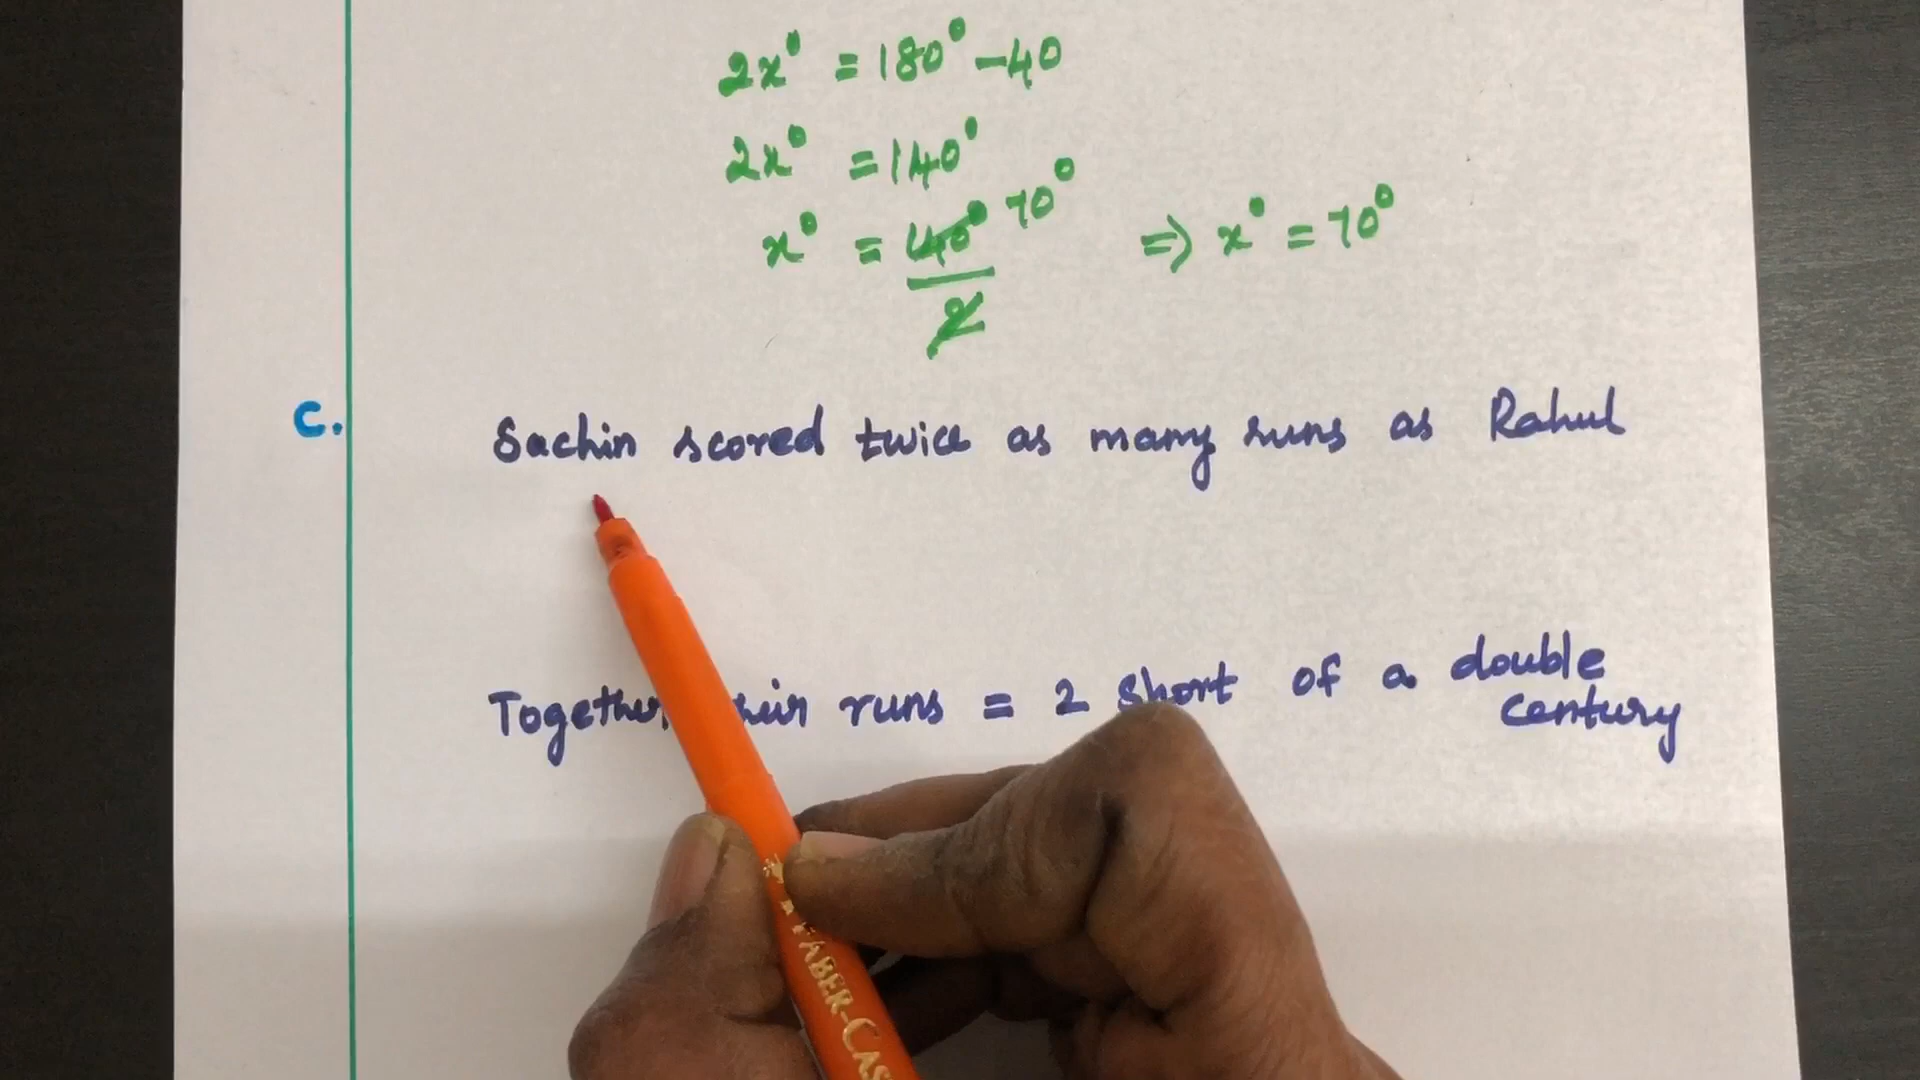 2x° = 180° - 40
2x° = 140°
x° = 140° 70° ⇒ x° = 70°
2
C. Sachin scored twice as many runs as Rahul
Together runs = 2 short of a double
century
FABER-CAS